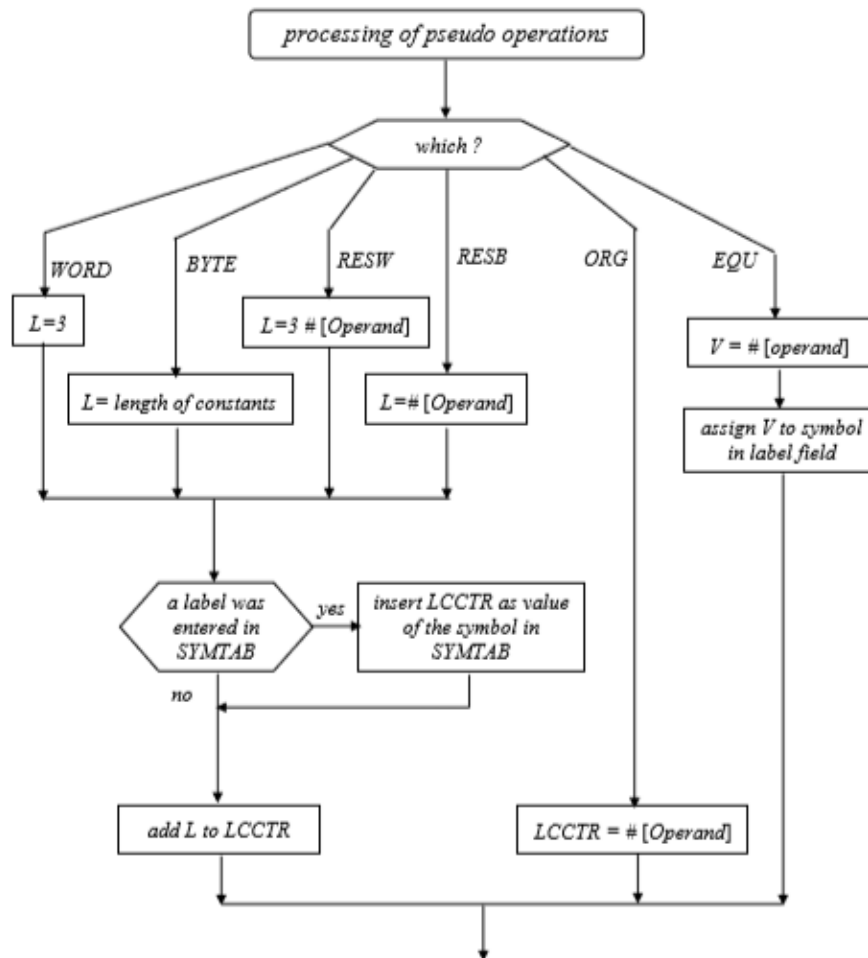 processing of pseudo operations
which ?
WORD
BYTE
RESW
RESB
ORG
EQU
L=3
L=3 # [Operand]
V = # [operand]
L= length of constants
L=# [Operand]
assign V to symbol
in label field
a label was
entered in
SYMTAB
yes
insert LCCTR as value
of the symbol in
SYMTAB
no
add L to LCCTR
LCCTR = # [Operand]